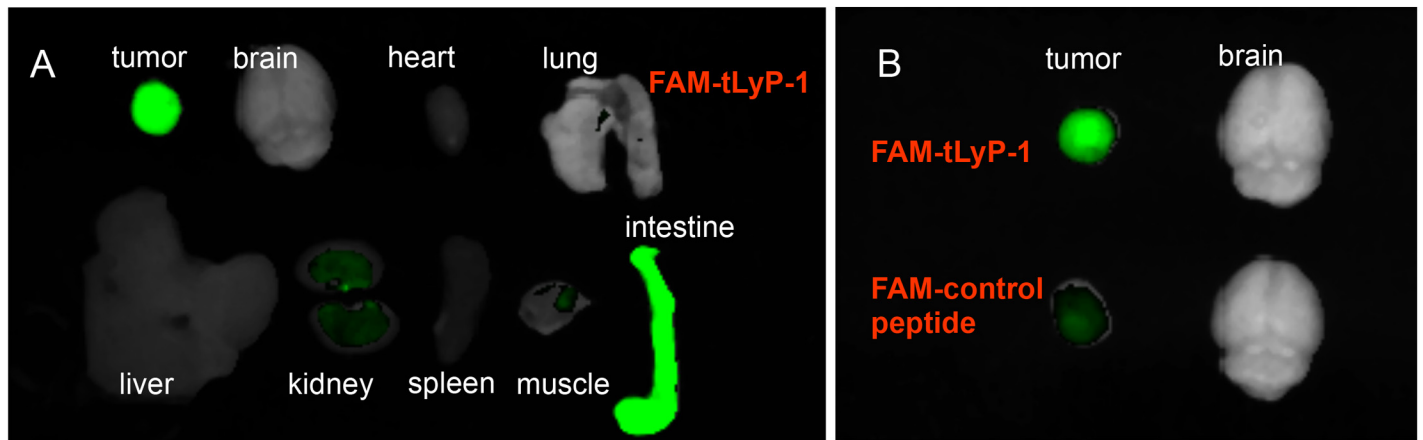 A
tumor
brain
heart
lung
FAM-tLyP-1
intestine
liver
kidney
spleen
muscle
B
tumor
brain
FAM-tLyP-1
FAM-control
peptide